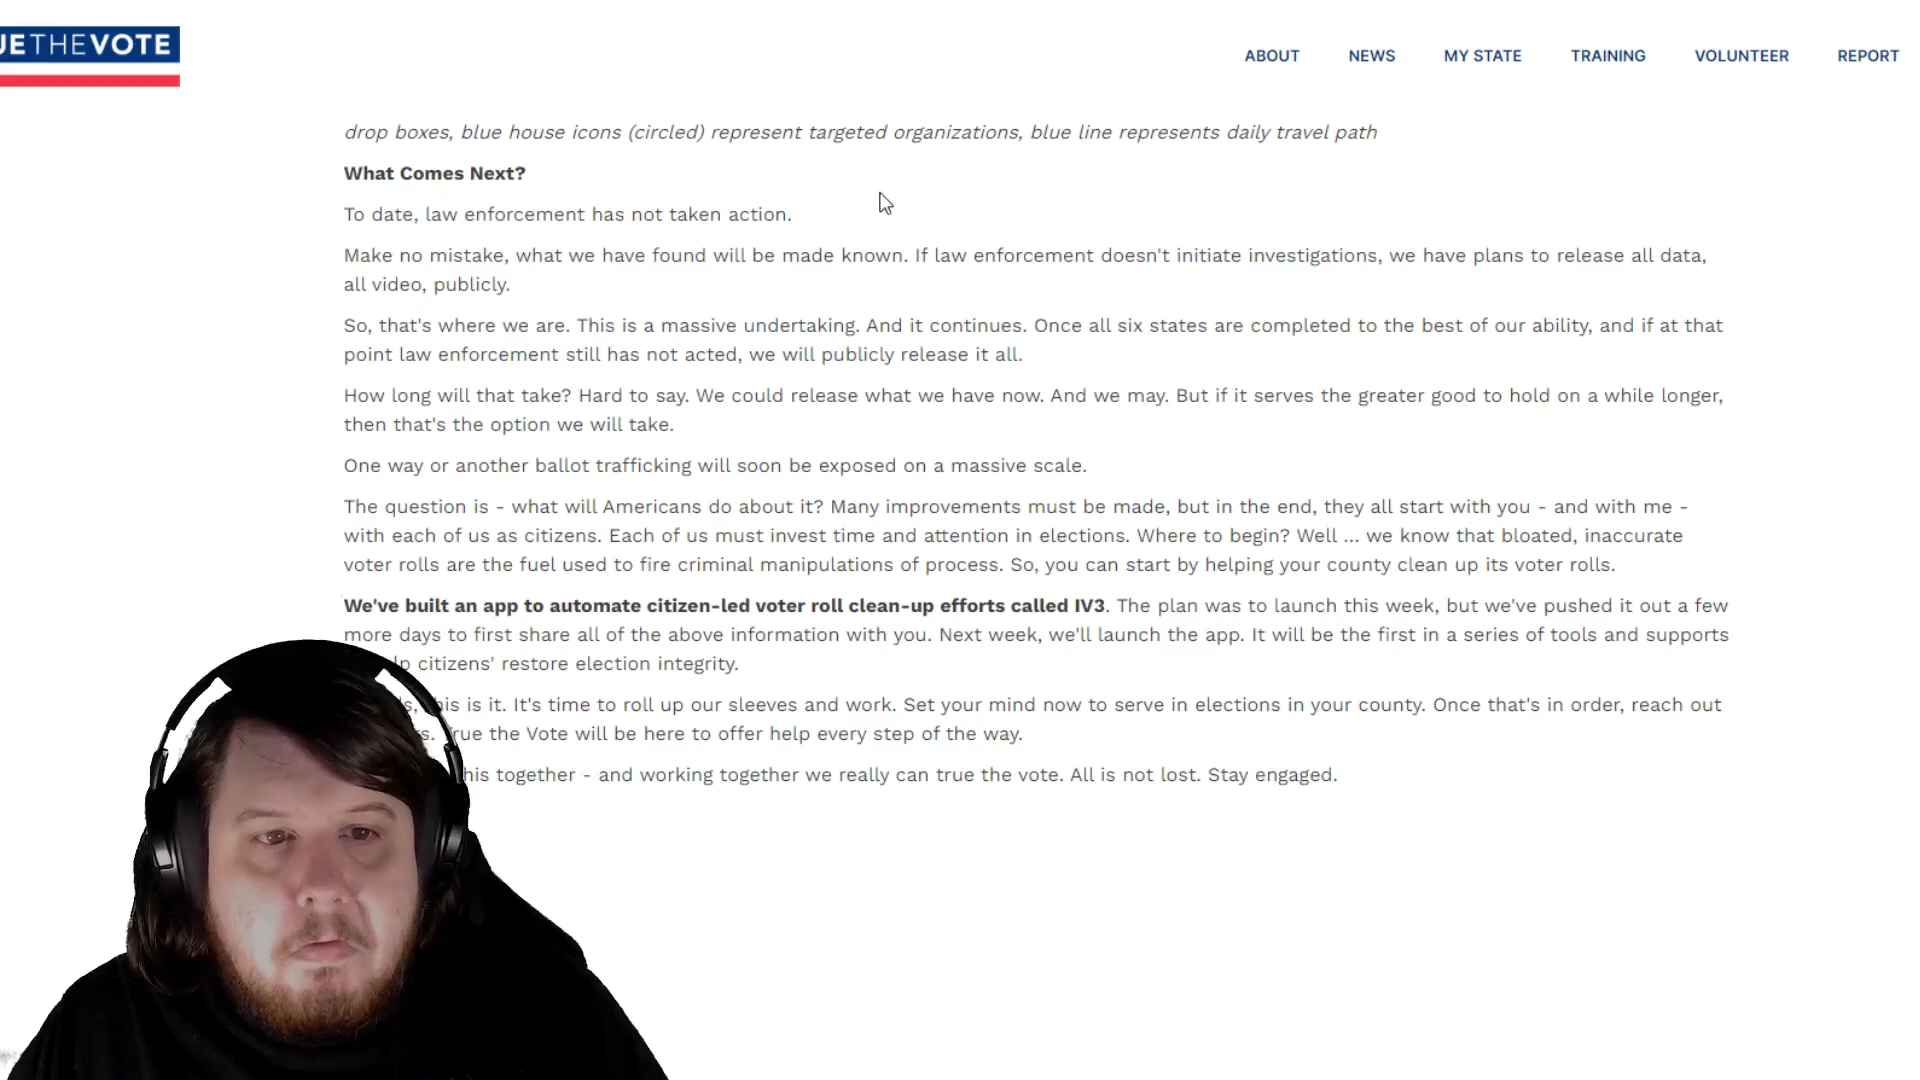 UETHEVOTE
ABOUT NEWS MY STATE TRAINING VOLUNTEER REPORT
drop boxes, blue house icons (circled) represent targeted organizations, blue line represents daily travel path
What Comes Next?
To date, law enforcement has not taken action.
Make no mistake, what we have found will be made known. If law enforcement doesn't initiate investigations, we have plans to release all data,
all video, publicly.
So, that's where we are. This is a massive undertaking. And it continues. Once all six states are completed to the best of our ability, and if at that
point law enforcement still has not acted, we will publicly release it all.
How long will that take? Hard to say. We could release what we have now. And we may. But if it serves the greater good to hold on a while longer,
then that's the option we will take.
One way or another ballot trafficking will soon be exposed on a massive scale.
The question is - what will Americans do about it? Many improvements must be made, but in the end, they all start with you - and with me -
with each of us as citizens. Each of us must invest time and attention in elections. Where to begin? Well ... we know that bloated, inaccurate
voter rolls are the fuel used to fire criminal manipulations of process. So, you can start by helping your county clean up its voter rolls.
We've built an app to automate citizen-led voter roll clean-up efforts called IV3. The plan was to launch this week, but we've pushed it out a few
more days to first share all of the above information with you. Next week, we'll launch the app. It will be the first in a series of tools and supports
citizens' restore election integrity.
is it. It's time to roll up our sleeves and work. Set your mind now to serve in elections in your county. Once that's in order, reach out
the Vote will be here to offer help every step of the way.
together - and working together we really can true the vote. All is not lost. Stay engaged.